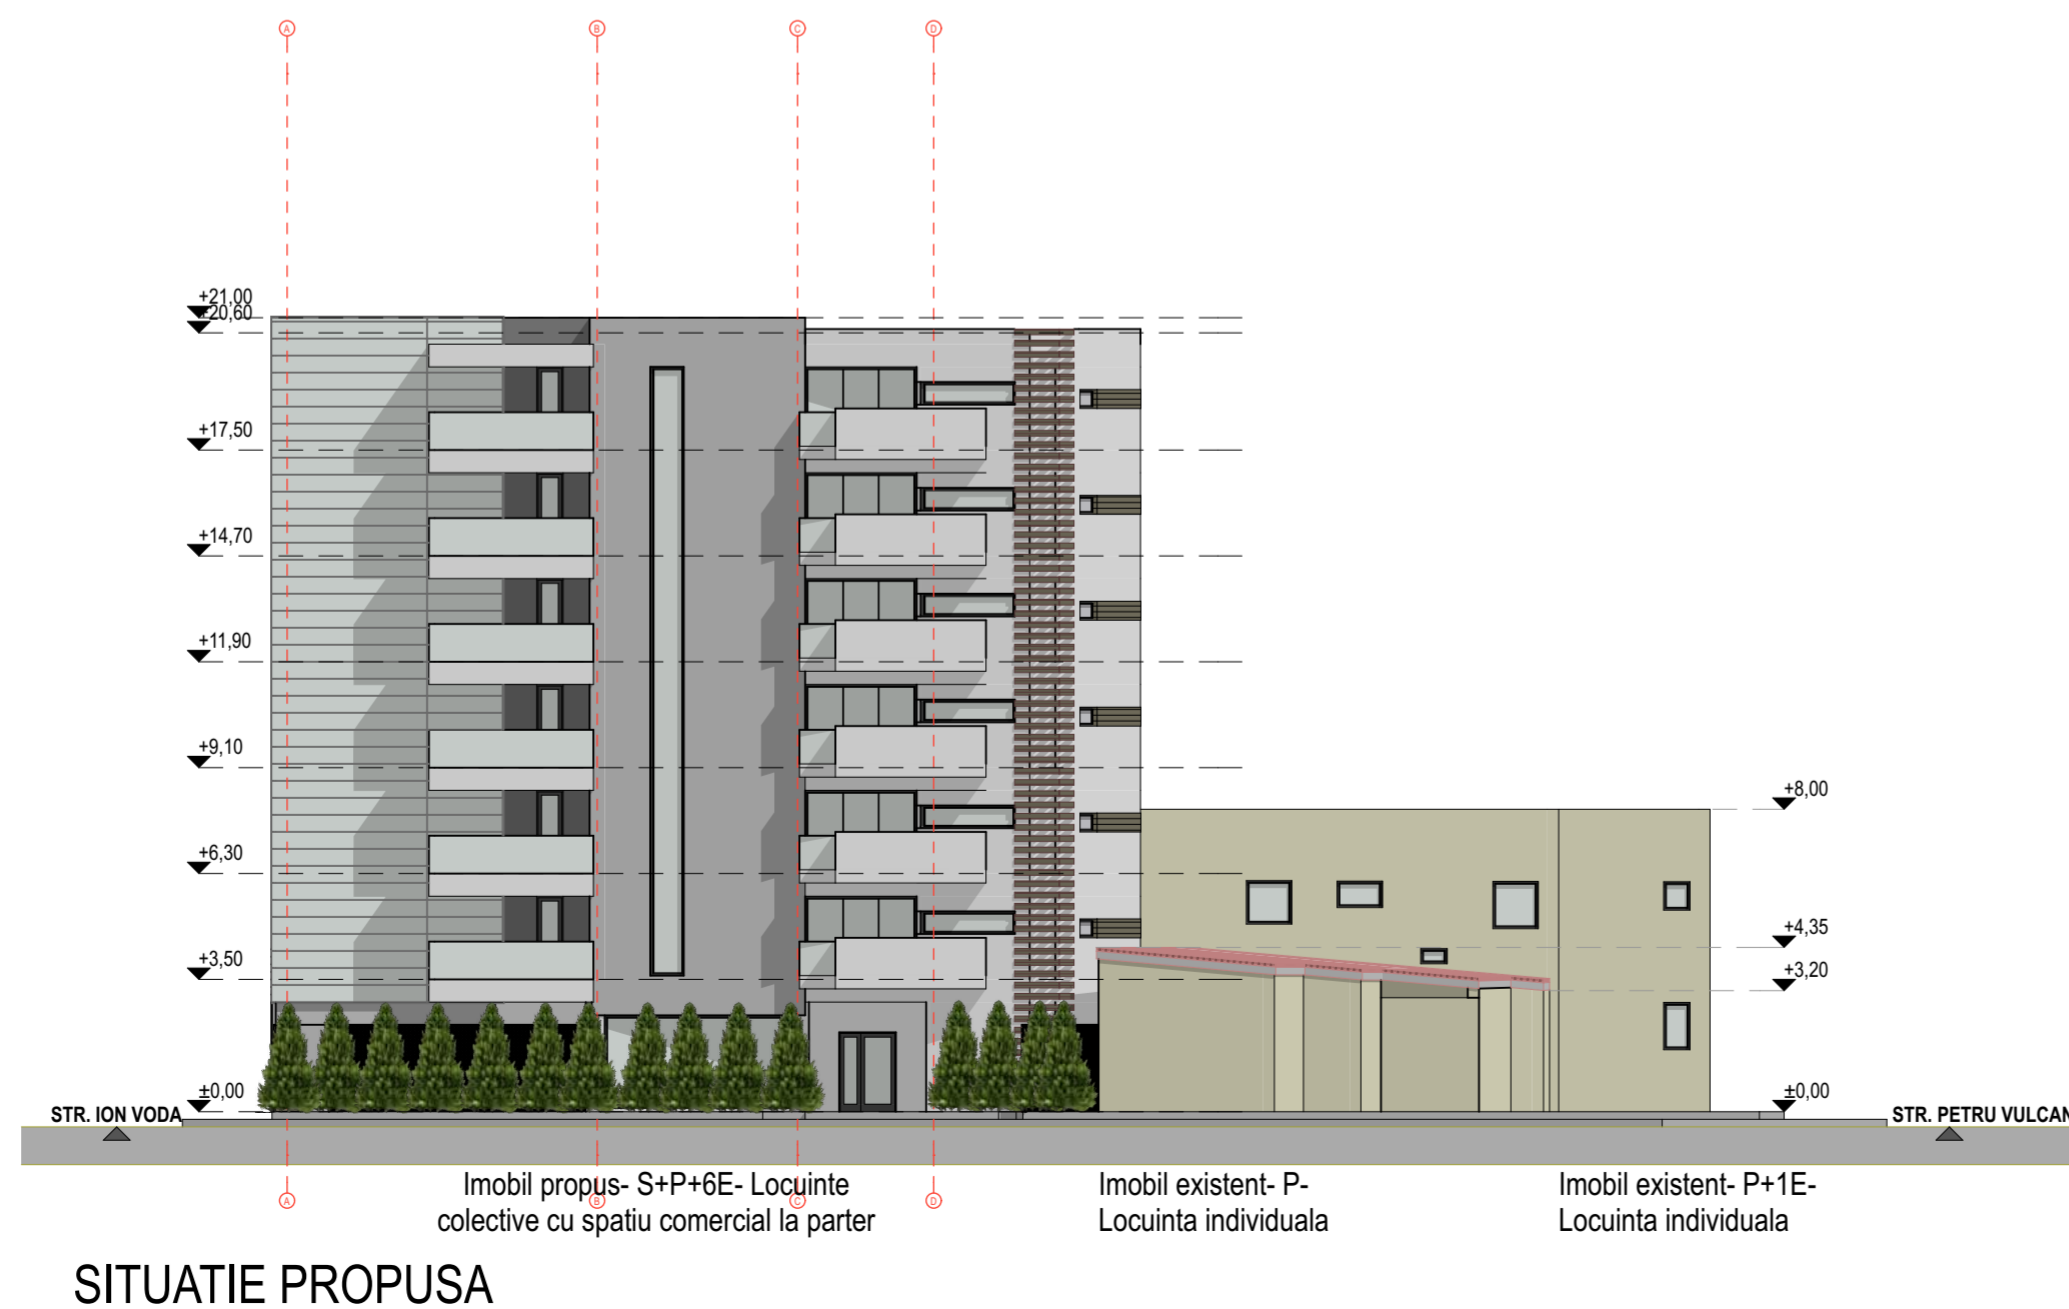 A B C D
+21,00
+20,60
+17,50
+14,70
+11,90
+9,10
+8,00
+6,30
+4,35
+3,50
+3,20
±0,00
±0,00
STR. ION VODA
STR. PETRU VULCAN
A B C D
Imobil propus- S+P+6E- Locuinte
colective cu spatiu comercial la parter
Imobil existent- P-
Locuinta individuala
Imobil existent- P+1E-
Locuinta individuala
SITUATIE PROPUSA